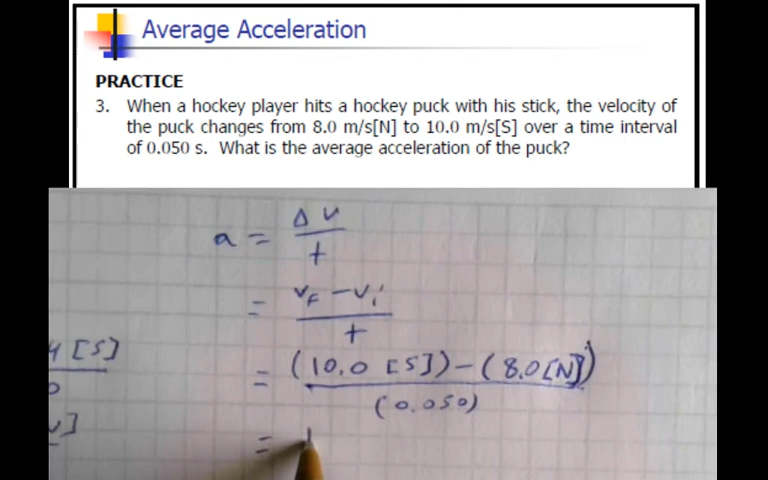 Average Acceleration
PRACTICE
3. When a hockey player hits a hockey puck with his stick, the velocity of
the puck changes from 8.0 m/s[N] to 10.0 m/s[S] over a time interval
of 0.050 s. What is the average acceleration of the puck?
a = Δv / t
= vF - vi / t
= (10.0 [S]) - (8.0 [N]) / (0.050)
=
[S]